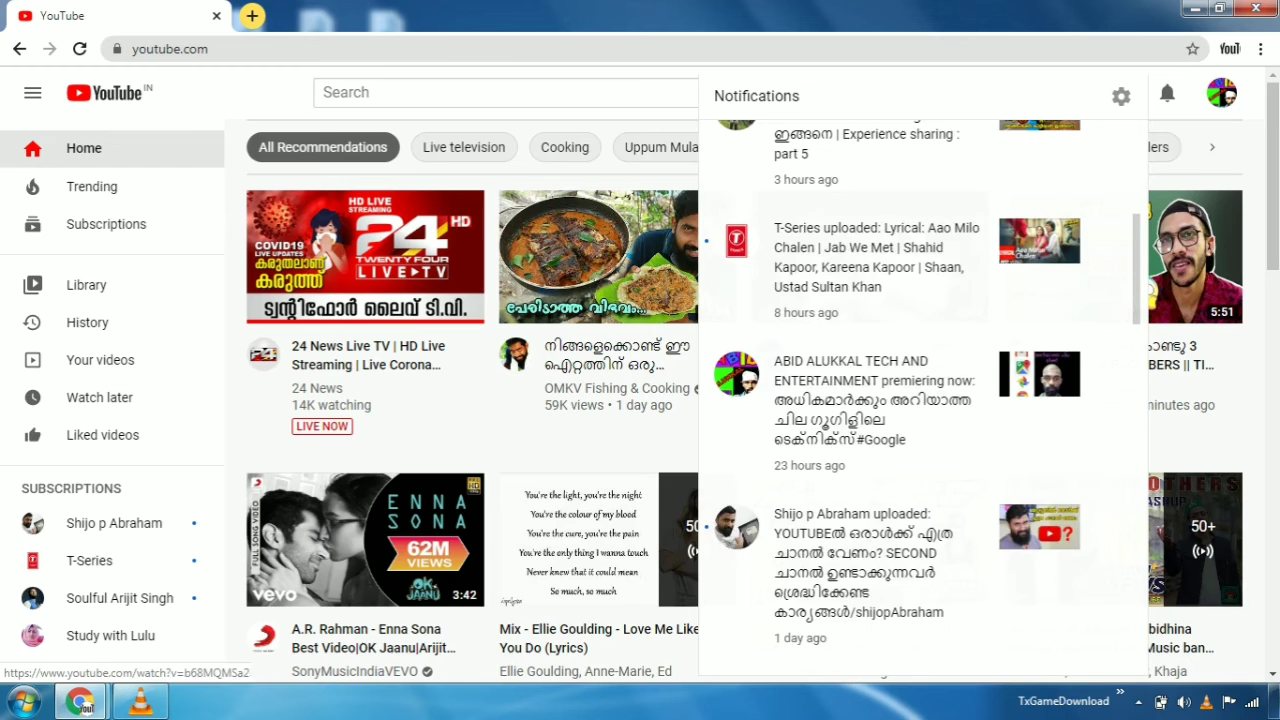 YouTube
youtube.com
YouTube IN
Search
Notifications
Home
Trending
Subscriptions
Library
History
Your videos
Watch later
Liked videos
SUBSCRIPTIONS
Shijo p Abraham
T-Series
Soulful Arijit Singh
Study with Lulu
All Recommendations
Live television
Cooking
Uppum Mula
HD LIVE
STREAMING
COVID19
LIVE UPDATES
കരുതലാണ്
കരുത്ത്
24 HD
TWENTY FOUR
LIVE TV
ട്വന്റിഫോർ ലൈവ് ടി.വി.
24 News Live TV | HD Live
Streaming | Live Corona...
24 News
14K watching
LIVE NOW
പേരിടാത്ത വിഭവം...
നിങ്ങളെക്കൊണ്ട് ഈ
ഐറ്റത്തിന് ഒരു...
OMKV Fishing & Cooking
59K views • 1 day ago
FULL SONG VIDEO
ENNA
SONA
62M
VIEWS
OK
JAANU
vevo
3:42
A.R. Rahman - Enna Sona
Best Video|OK Jaanu|Arijit...
SonyMusicIndiaVEVO
You're the light, you're the night
You're the colour of my blood
You're the cure, you're the pain
You're the only thing I wanna touch
Never knew that it could mean
So much, so much
50
Mix - Ellie Goulding - Love Me Like
You Do (Lyrics)
Ellie Goulding, Anne-Marie, Ed
ഇങ്ങനെ | Experience sharing :
part 5
3 hours ago
T-Series uploaded: Lyrical: Aao Milo
Chalen | Jab We Met | Shahid
Kapoor, Kareena Kapoor | Shaan,
Ustad Sultan Khan
8 hours ago
Aao Milo
Chalen
ABID ALUKKAL TECH AND
ENTERTAINMENT premiering now:
അധികമാർക്കും അറിയാത്ത
ചില ഗൂഗിളിലെ
ടെക്നിക്സ്#Google
23 hours ago
Shijo p Abraham uploaded:
YOUTUBEൽ ഒരാൾക്ക് എത്ര
ചാനൽ വേണം? SECOND
ചാനൽ ഉണ്ടാക്കുന്നവർ
ശ്രെദ്ധിക്കേണ്ട
കാര്യങ്ങൾ/shijopAbraham
1 day ago
lers
5:51
ാണ്ടു 3
BERS || TI...
inutes ago
OTHERS
ASHUP
50+
bidhina
Music ban...
, Khaja
https://www.youtube.com/watch?v=b68MQMSa2
TxGameDownload